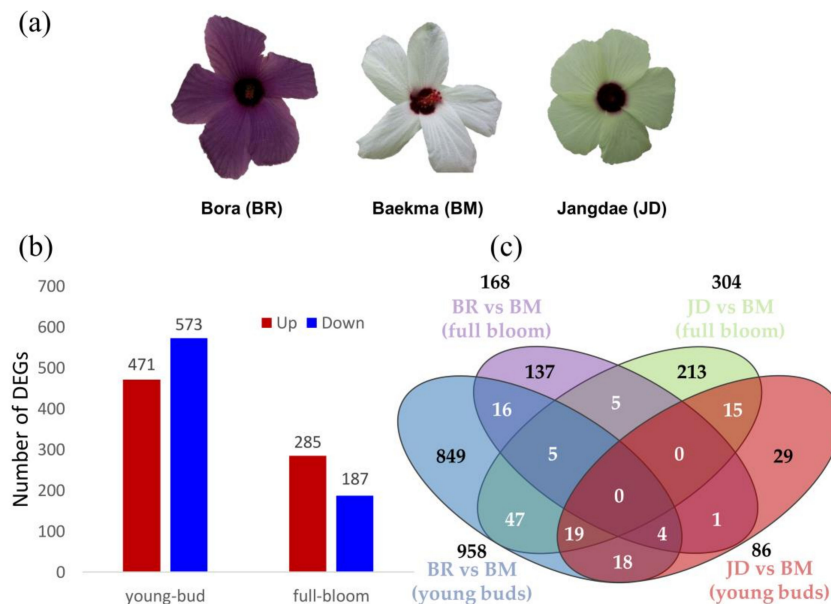 (a)
Bora (BR)
Baekma (BM)
Jangdae (JD)
(b)
Number of DEGs
700
600
500
400
300
200
100
0
Up
Down
471
573
285
187
young-bud
full-bloom
(c)
168
304
BR vs BM
(full bloom)
JD vs BM
(full bloom)
137
213
16
5
15
849
5
0
29
0
47
19
4
1
18
958
86
BR vs BM
(young buds)
JD vs BM
(young buds)